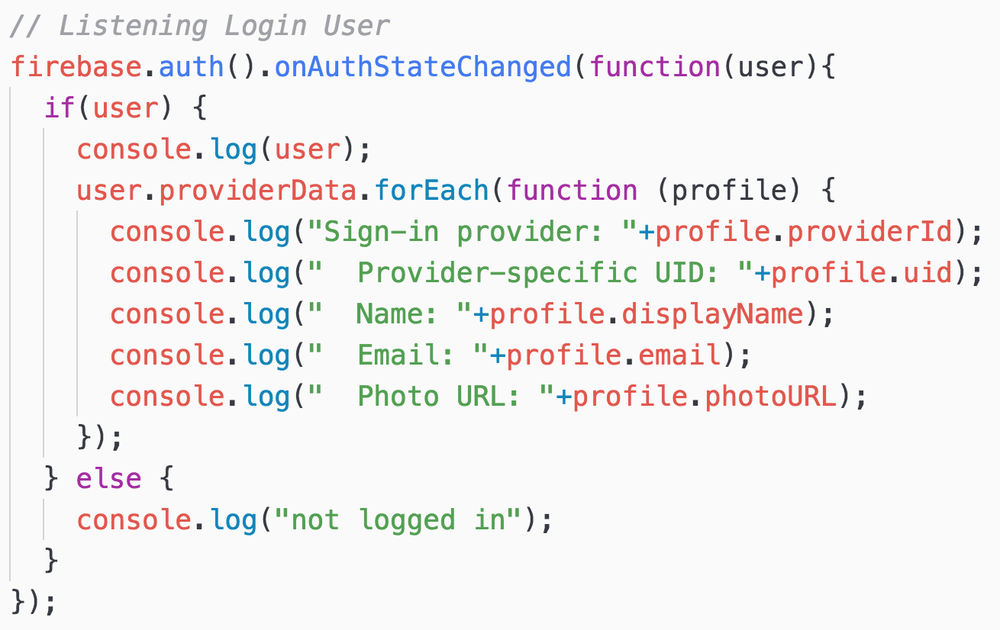 // Listening Login User
firebase.auth().onAuthStateChanged(function(user){
  if(user) {
    console.log(user);
    user.providerData.forEach(function (profile) {
      console.log("Sign-in provider: "+profile.providerId);
      console.log("  Provider-specific UID: "+profile.uid);
      console.log("  Name: "+profile.displayName);
      console.log("  Email: "+profile.email);
      console.log("  Photo URL: "+profile.photoURL);
    });
  } else {
    console.log("not logged in");
  }
});